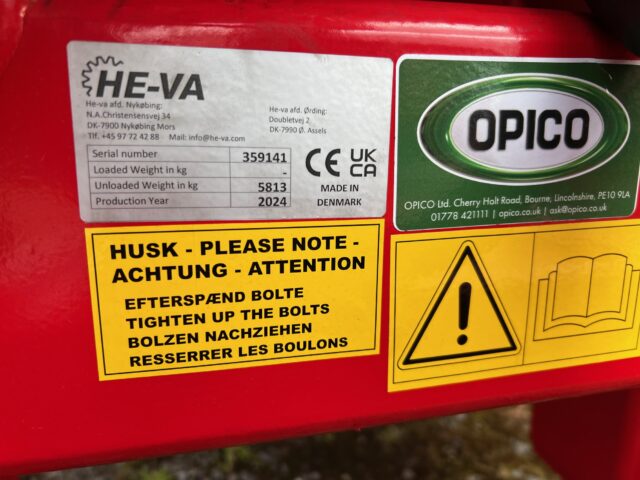 HE-VA
He-va afd. Nykøbing:
N.A.Christensensvej 34
DK-7900 Nykøbing Mors
Tlf. +45 97 72 42 88 Mail: info@he-va.com
He-va afd. Ørding:
Doubletvej 2
DK-7990 Ø. Assels
Serial number 359141
Loaded Weight in kg -
Unloaded Weight in kg 5813
Production Year 2024
CE UK CA
MADE IN
DENMARK
OPICO
OPICO Ltd. Cherry Holt Road, Bourne, Lincolnshire, PE10 9LA
01778 421111 | opico.co.uk | ask@opico.co.uk
HUSK - PLEASE NOTE -
ACHTUNG - ATTENTION
EFTERSPÆND BOLTE
TIGHTEN UP THE BOLTS
BOLZEN NACHZIEHEN
RESSERRER LES BOULONS
!